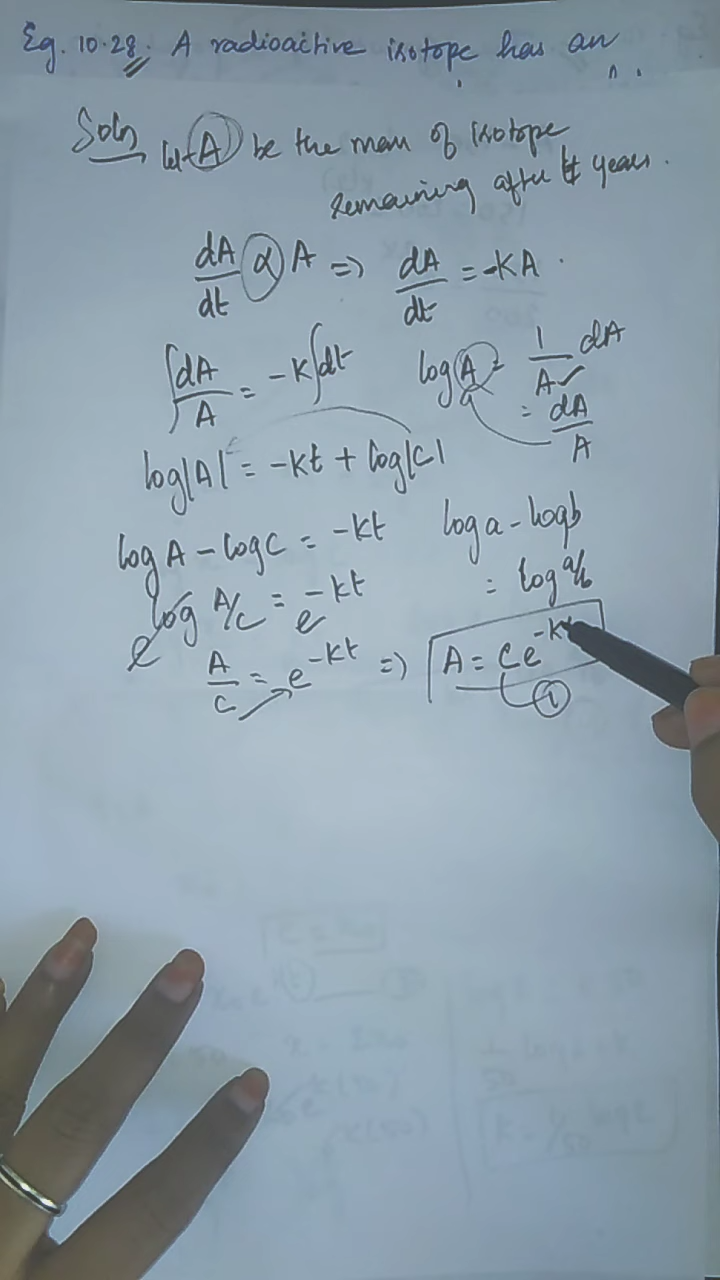 Eg. 10.28. A radioactive isotope has an
Soln let A be the mass of isotope
remaining after t years.
dA/dt ∝ A => dA/dt = -KA.
∫dA/A = -K∫dt
log A = 1/A dA
= dA/A
log|A| = -kt + log|C|
log A - log C = -kt
log a - log b
= log a/b
e^log A/C = e^-kt
A/C = e^-kt => A = Ce^-kt
①